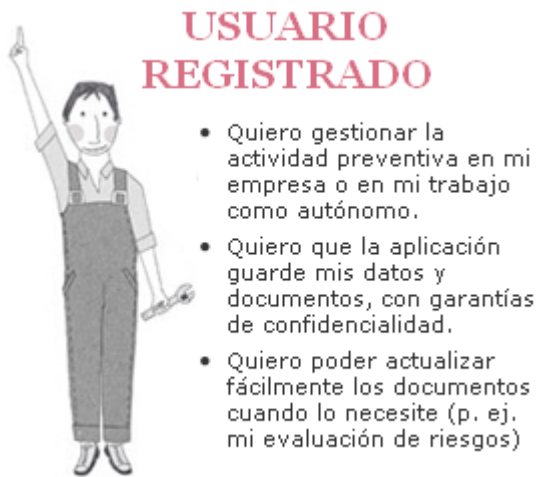 USUARIO
REGISTRADO
• Quiero gestionar la
actividad preventiva en mi
empresa o en mi trabajo
como autónomo.
• Quiero que la aplicación
guarde mis datos y
documentos, con garantías
de confidencialidad.
• Quiero poder actualizar
fácilmente los documentos
cuando lo necesite (p. ej.
mi evaluación de riesgos)